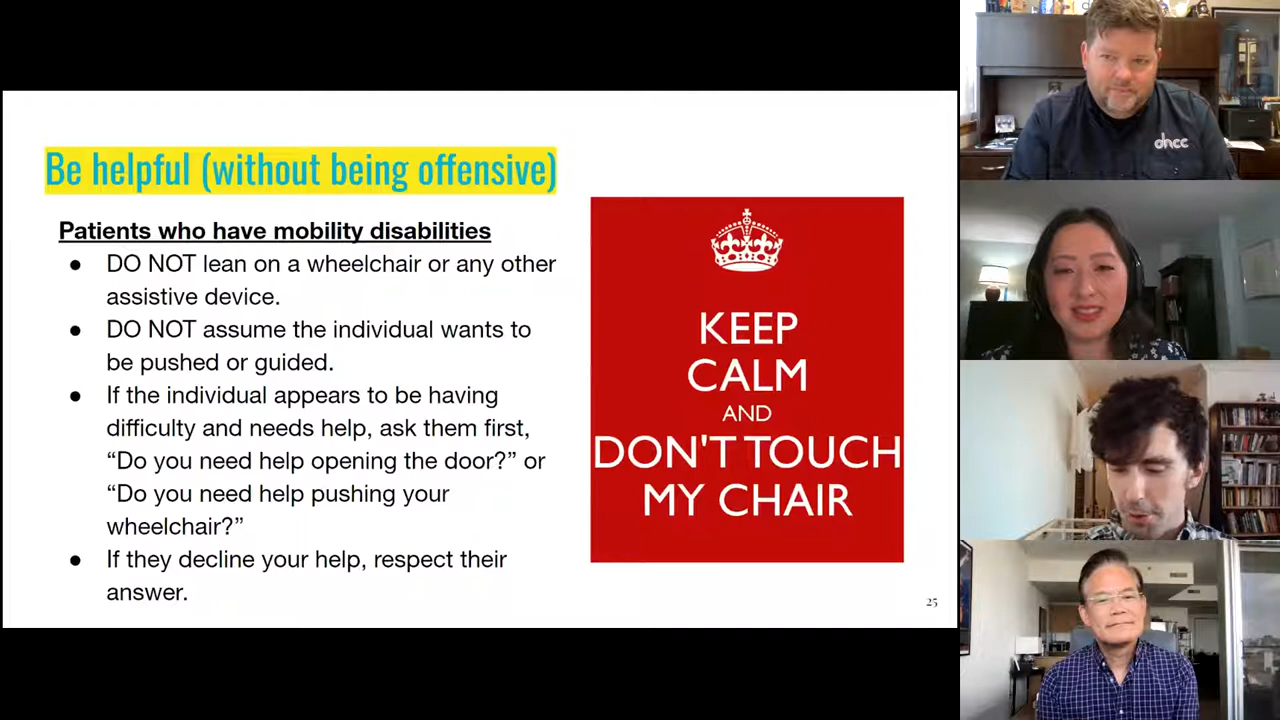 Be helpful (without being offensive)
Patients who have mobility disabilities
● DO NOT lean on a wheelchair or any other
assistive device.
● DO NOT assume the individual wants to
be pushed or guided.
● If the individual appears to be having
difficulty and needs help, ask them first,
“Do you need help opening the door?” or
“Do you need help pushing your
wheelchair?”
● If they decline your help, respect their
answer.
KEEP
CALM
AND
DON'T TOUCH
MY CHAIR
25
dhcc